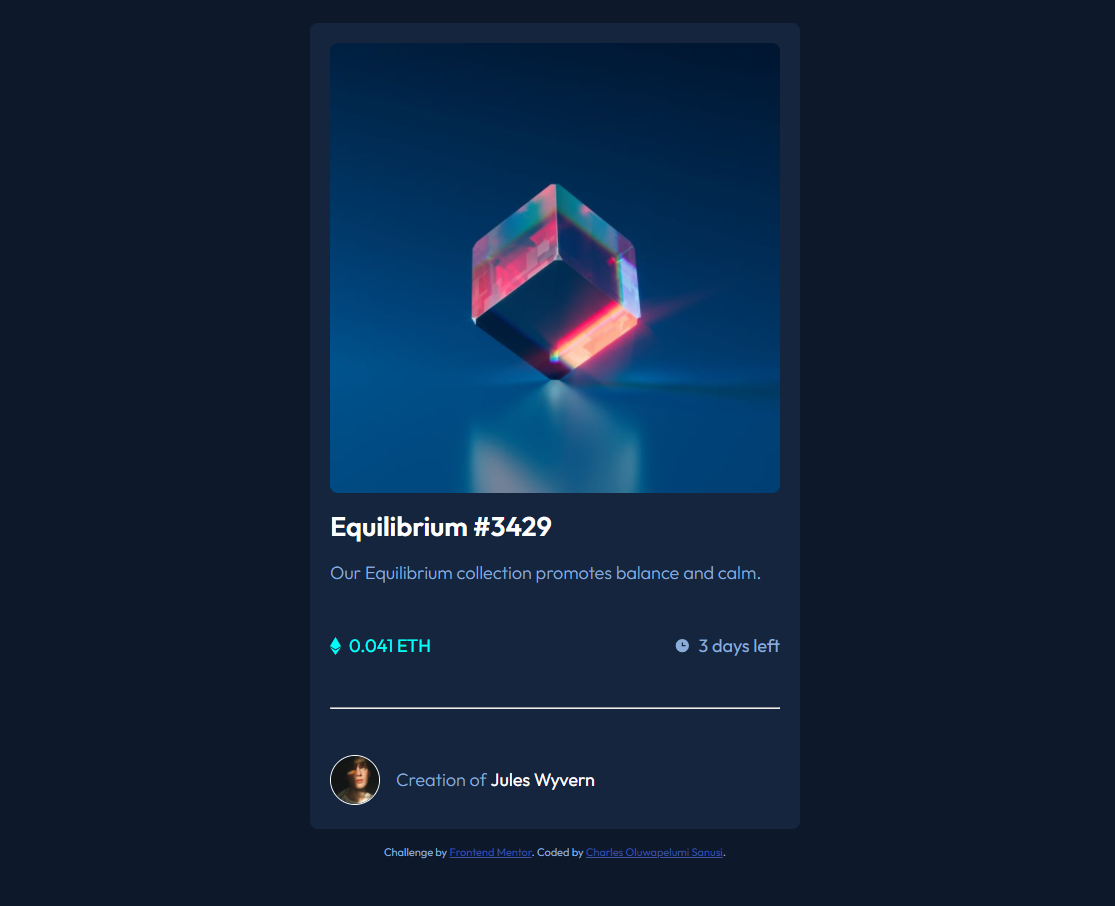 Equilibrium #3429
Our Equilibrium collection promotes balance and calm.
0.041 ETH
3 days left
Creation of Jules Wyvern
Challenge by Frontend Mentor. Coded by Charles Oluwapelumi Sanusi.